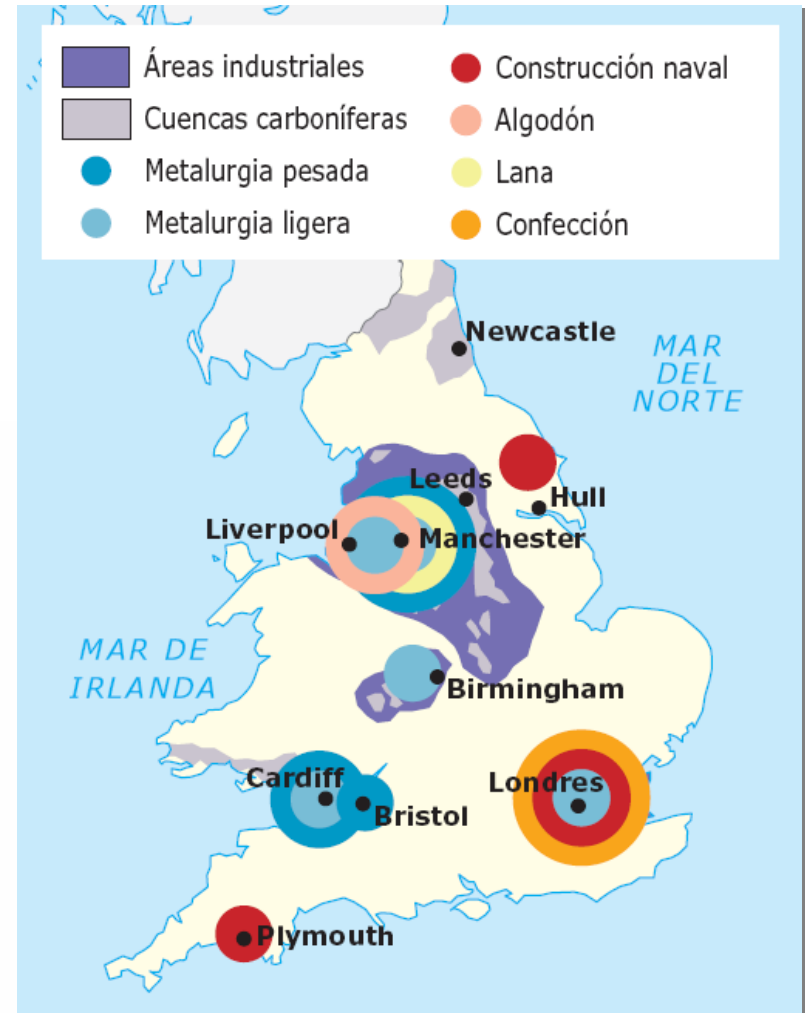 Áreas industriales
Cuencas carboníferas
Metalurgia pesada
Metalurgia ligera
Construcción naval
Algodón
Lana
Confección
Newcastle
MAR
DEL
NORTE
Leeds
Hull
Liverpool
Manchester
MAR DE
IRLANDA
Birmingham
Cardiff
Londres
Bristol
Plymouth